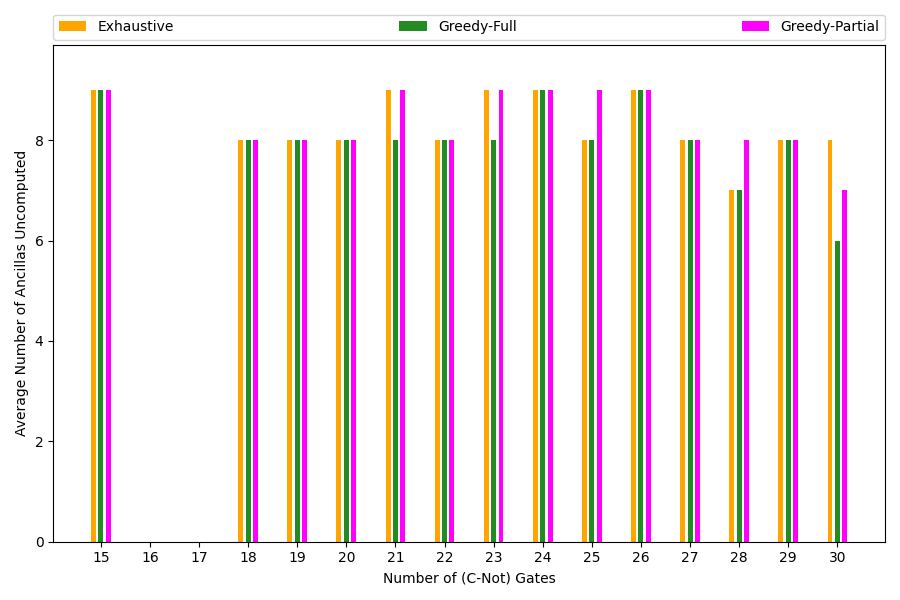 Exhaustive Greedy-Full Greedy-Partial
Average Number of Ancillas Uncomputed
8
6
4
2
0
15 16 17 18 19 20 21 22 23 24 25 26 27 28 29 30
Number of (C-Not) Gates